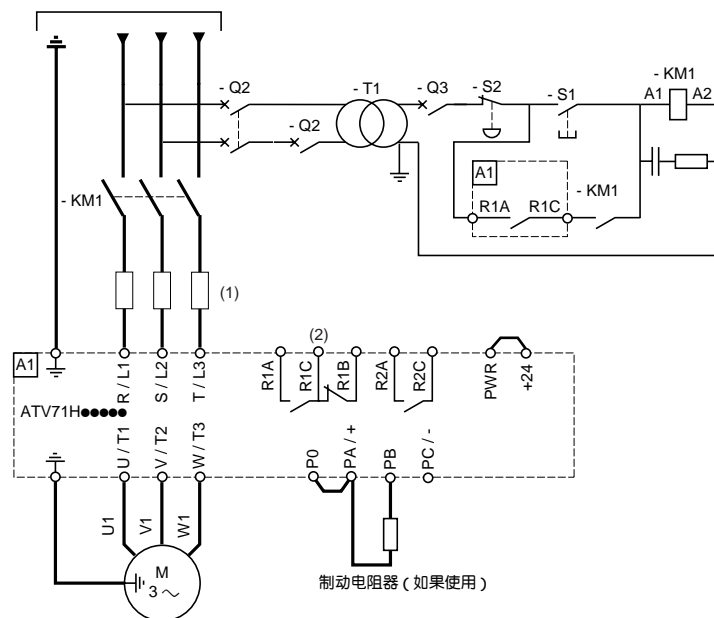 - Q2
- T1
- Q3
- S2
- S1
- KM1
A1
A2
- Q2
A1
R1A
R1C
- KM1
- KM1
(1)
(2)
A1
R / L1
S / L2
T / L3
R1A
R1C
R1B
R2A
R2C
PWR
+24
ATV71H●●●●●
U / T1
V / T2
W / T3
P0
PA / +
PB
PC / -
U1
V1
W1
M
3 ~
制动电阻器 ( 如果使用 )